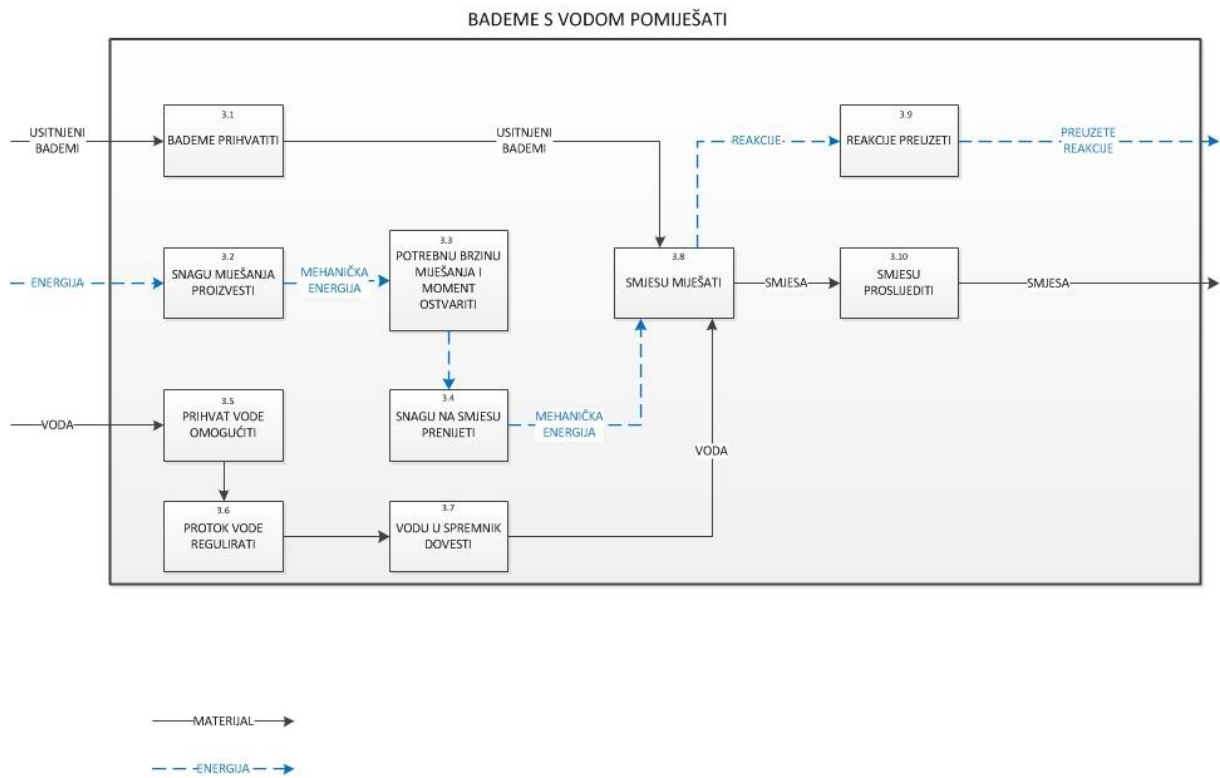 BADEME S VODOM POMIJEŠATI
USITNJENI
BADEMI
3.1
BADEME PRIHVATITI
USITNJENI
BADEMI
REAKCIJE
3.9
REAKCIJE PREUZETI
PREUZETE
REAKCIJE
ENERGIJA
3.2
SNAGU MIJEŠANJA
PROIZVESTI
MEHANIČKA
ENERGIJA
3.3
POTREBNU BRZINU
MIJEŠANJA I
MOMENT
OSTVARITI
3.8
SMJESU MIJEŠATI
SMJESA
3.10
SMJESU
PROSLIJEDITI
SMJESA
VODA
3.5
PRIHVAT VODE
OMOGUĆITI
3.4
SNAGU NA SMJESU
PRENIJETI
MEHANIČKA
ENERGIJA
VODA
3.6
PROTOK VODE
REGULIRATI
3.7
VODU U SPREMNIK
DOVESTI
MATERIJAL
ENERGIJA